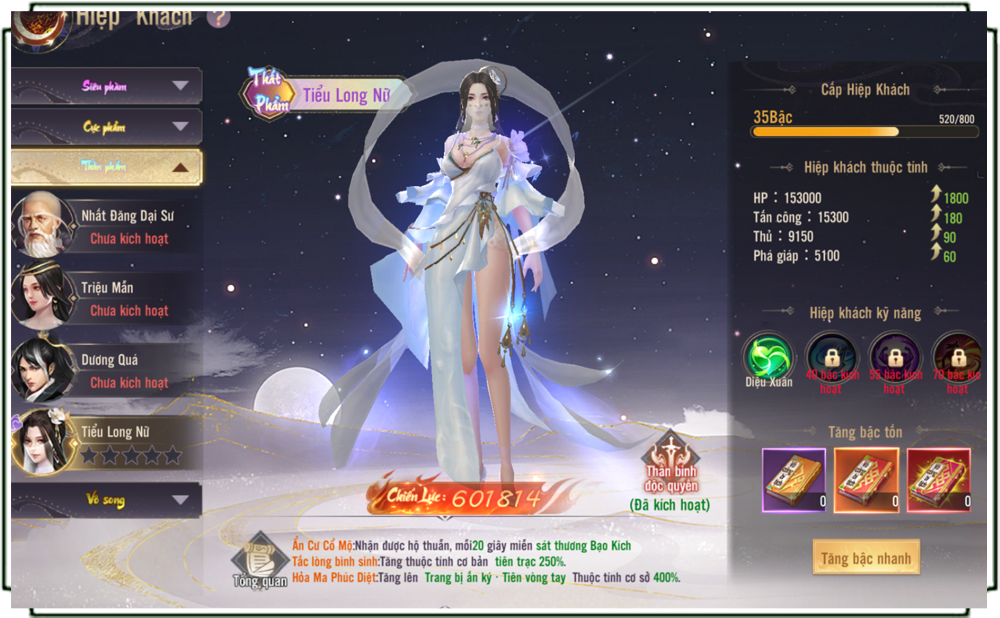 Hiệp Khách ?
Siêu phàm
Cực phẩm
Thần phẩm
Nhất Đăng Đại Sư
Chưa kích hoạt
Triệu Mẫn
Chưa kích hoạt
Dương Quá
Chưa kích hoạt
Tiểu Long Nữ
Vô song
Thất
Phẩm
Tiểu Long Nữ
Chiến Lực: 601814
Thần binh
độc quyền
(Đã kích hoạt)
Tổng quan
Ẩn Cư Cổ Mộ:Nhận được hộ thuẫn, mỗi20 giây miễn sát thương Bạo Kích
Tấc lòng bình sinh:Tăng thuộc tính cơ bản tiên trạc 250%.
Hỏa Ma Phúc Diệt:Tăng lên Trang bị ẩn ký · Tiên vòng tay Thuộc tính cơ sở 400%.
Cấp Hiệp Khách
35Bậc 520/800
Hiệp khách thuộc tính
HP : 153000 1800
Tấn công : 15300 180
Thủ : 9150 90
Phá giáp : 5100 60
Hiệp khách kỹ năng
Diệu Xuân
40 bậc kích
hoạt
55 bậc kích
hoạt
70 bậc kíc
hoạt
Tăng bậc tốn
0 0 0
Tăng bậc nhanh